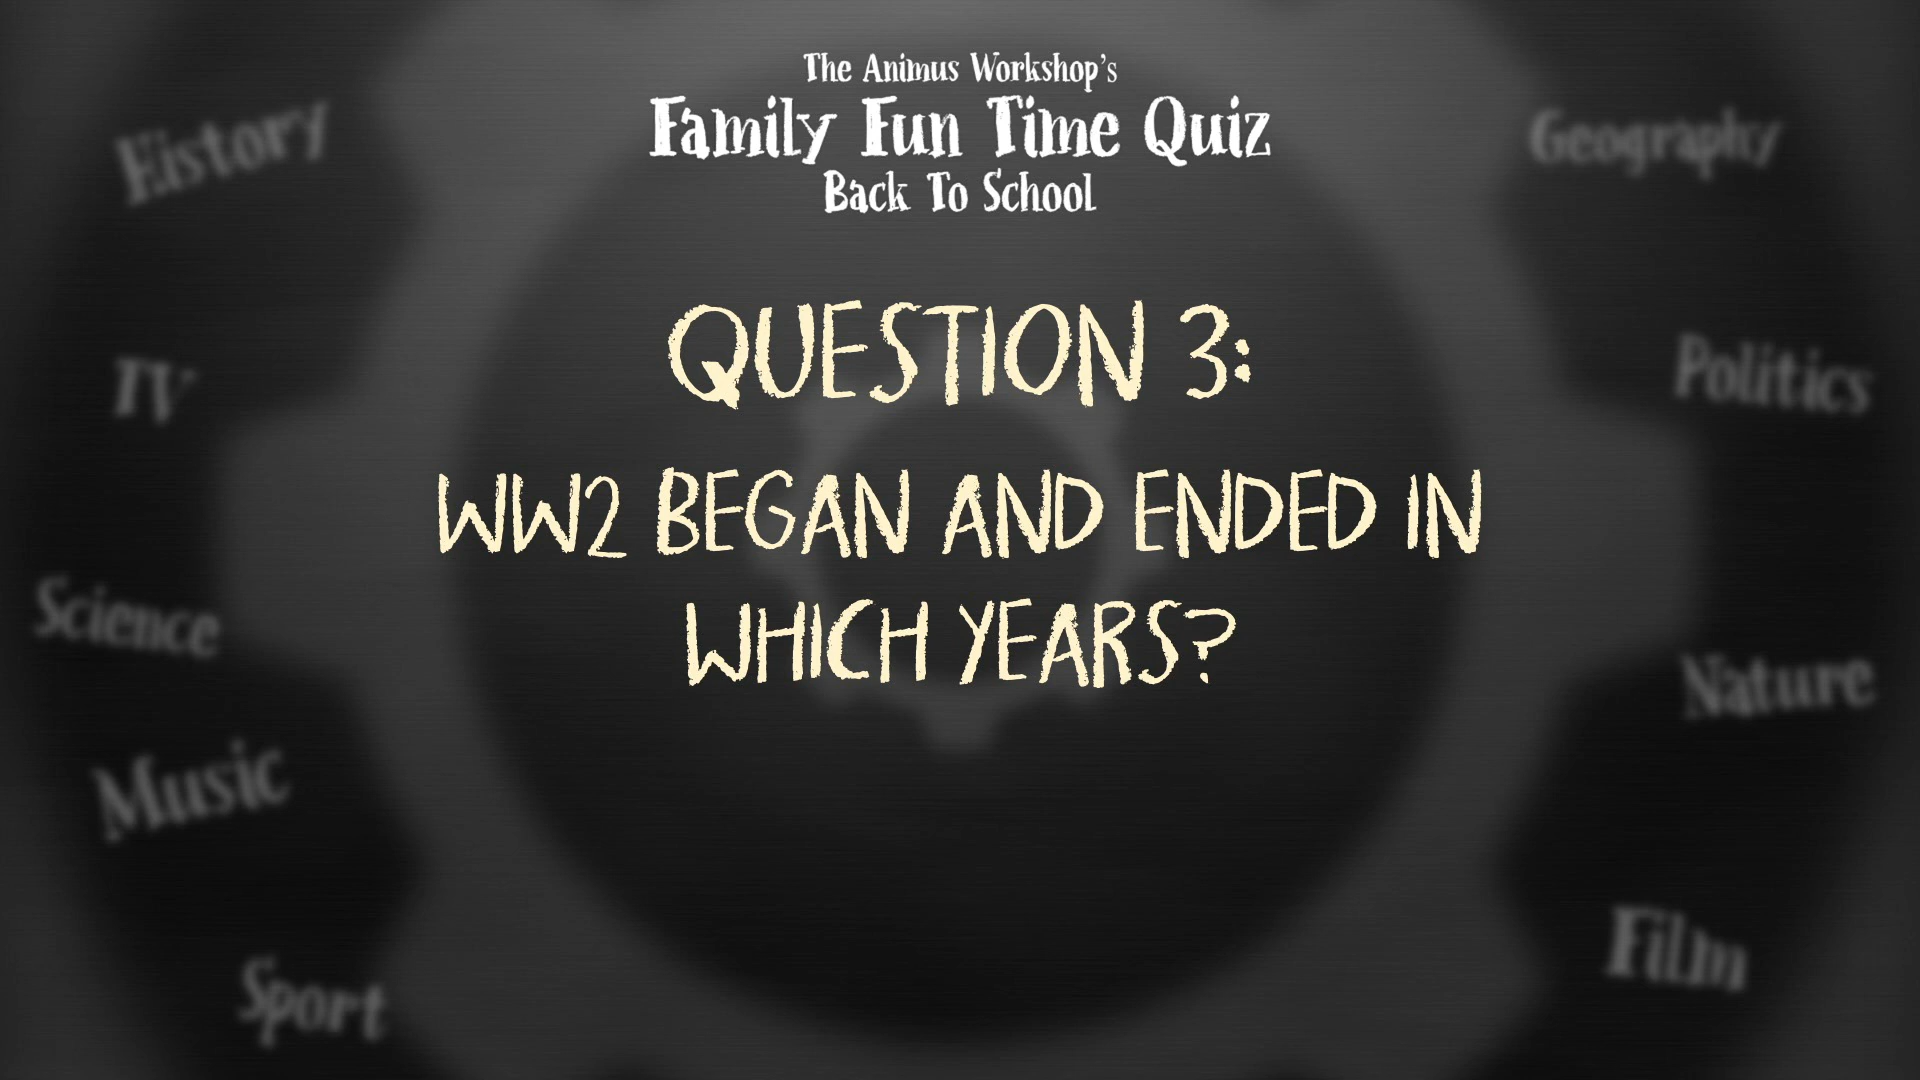 The Animus Workshop's
Family Fun Time Quiz
Back To School
History
Geography
QUESTION 3:
TV
Politics
WW2 BEGAN AND ENDED IN
WHICH YEARS?
Science
Nature
Music
Film
Sport